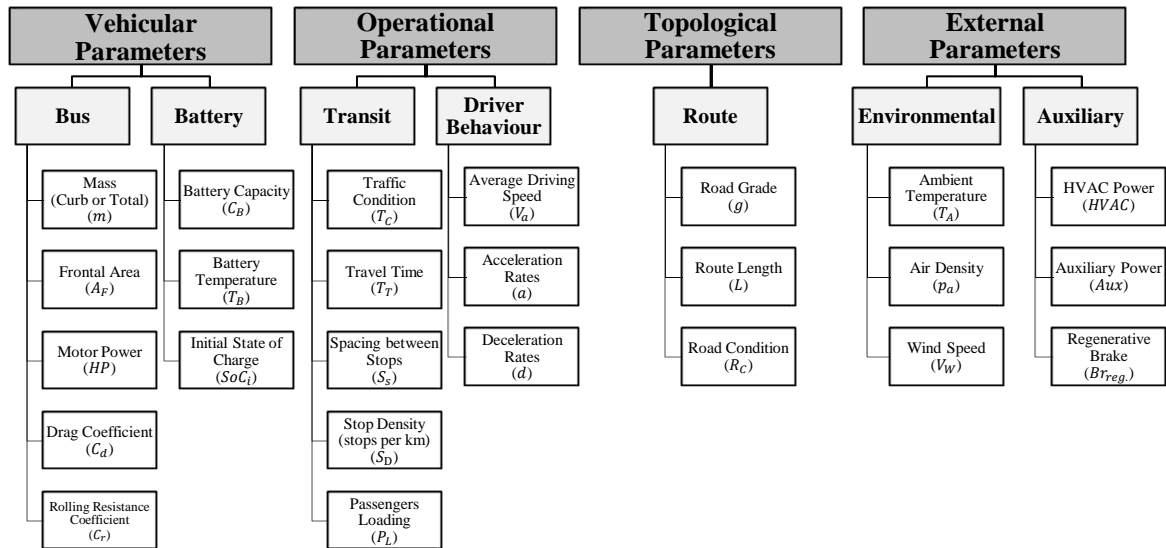 Vehicular
Parameters
Bus
Mass
(Curb or Total)
(m)
Frontal Area
(A_F)
Motor Power
(HP)
Drag Coefficient
(C_d)
Rolling Resistance
Coefficient
(C_r)
Battery
Battery Capacity
(C_B)
Battery
Temperature
(T_B)
Initial State of
Charge
(SoC_i)
Operational
Parameters
Transit
Traffic
Condition
(T_C)
Travel Time
(T_T)
Spacing between
Stops
(S_s)
Stop Density
(stops per km)
(S_D)
Passengers
Loading
(P_L)
Driver
Behaviour
Average Driving
Speed
(V_a)
Acceleration
Rates
(a)
Deceleration
Rates
(d)
Topological
Parameters
Route
Road Grade
(g)
Route Length
(L)
Road Condition
(R_C)
External
Parameters
Environmental
Ambient
Temperature
(T_A)
Air Density
(p_a)
Wind Speed
(V_W)
Auxiliary
HVAC Power
(HVAC)
Auxiliary Power
(Aux)
Regenerative
Brake
(Br_reg.)